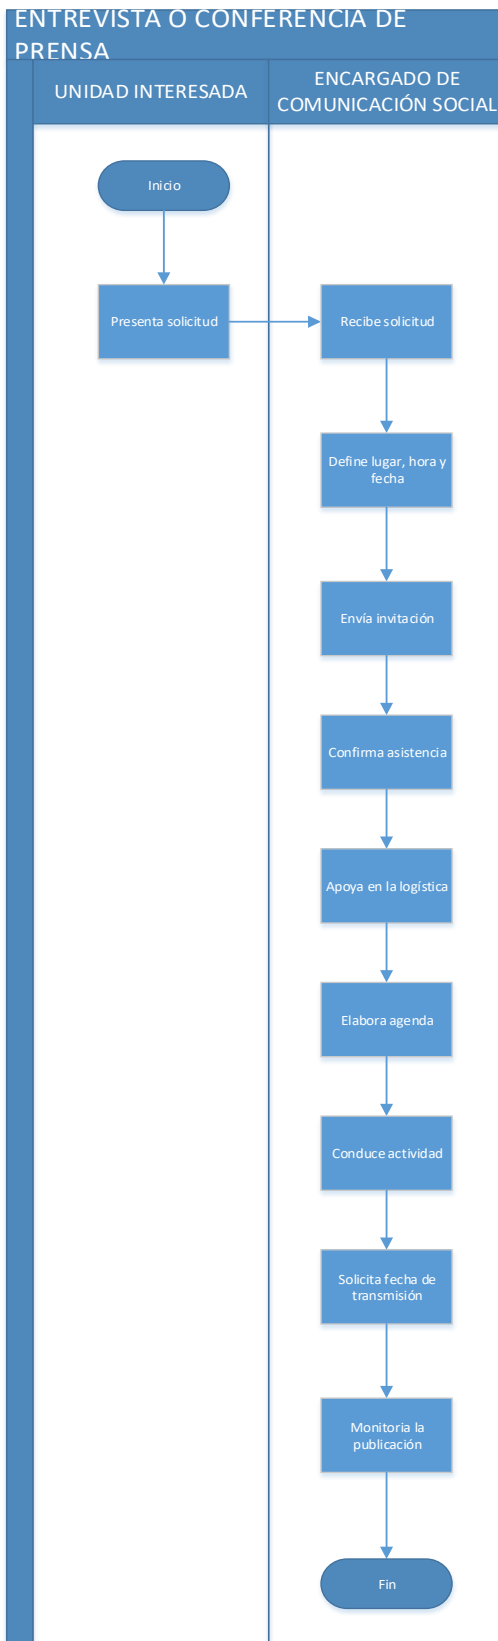 ENTREVISTA O CONFERENCIA DE
PRENSA
UNIDAD INTERESADA
ENCARGADO DE
COMUNICACIÓN SOCIAL
Inicio
Presenta solicitud
Recibe solicitud
Define lugar, hora y
fecha
Envía invitación
Confirma asistencia
Apoya en la logística
Elabora agenda
Conduce actividad
Solicita fecha de
transmisión
Monitoria la
publicación
Fin